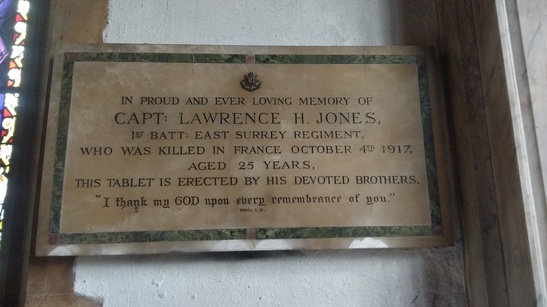 IN PROUD AND EVER LOVING MEMORY OF
CAPT: LAWRENCE H. JONES,
1ST BATT: EAST SURREY REGIMENT,
WHO WAS KILLED IN FRANCE OCTOBER 4TH 1917,
AGED 25 YEARS,
THIS TABLET IS ERECTED BY HIS DEVOTED BROTHERS.
"I thank my GOD upon every remembrance of you."